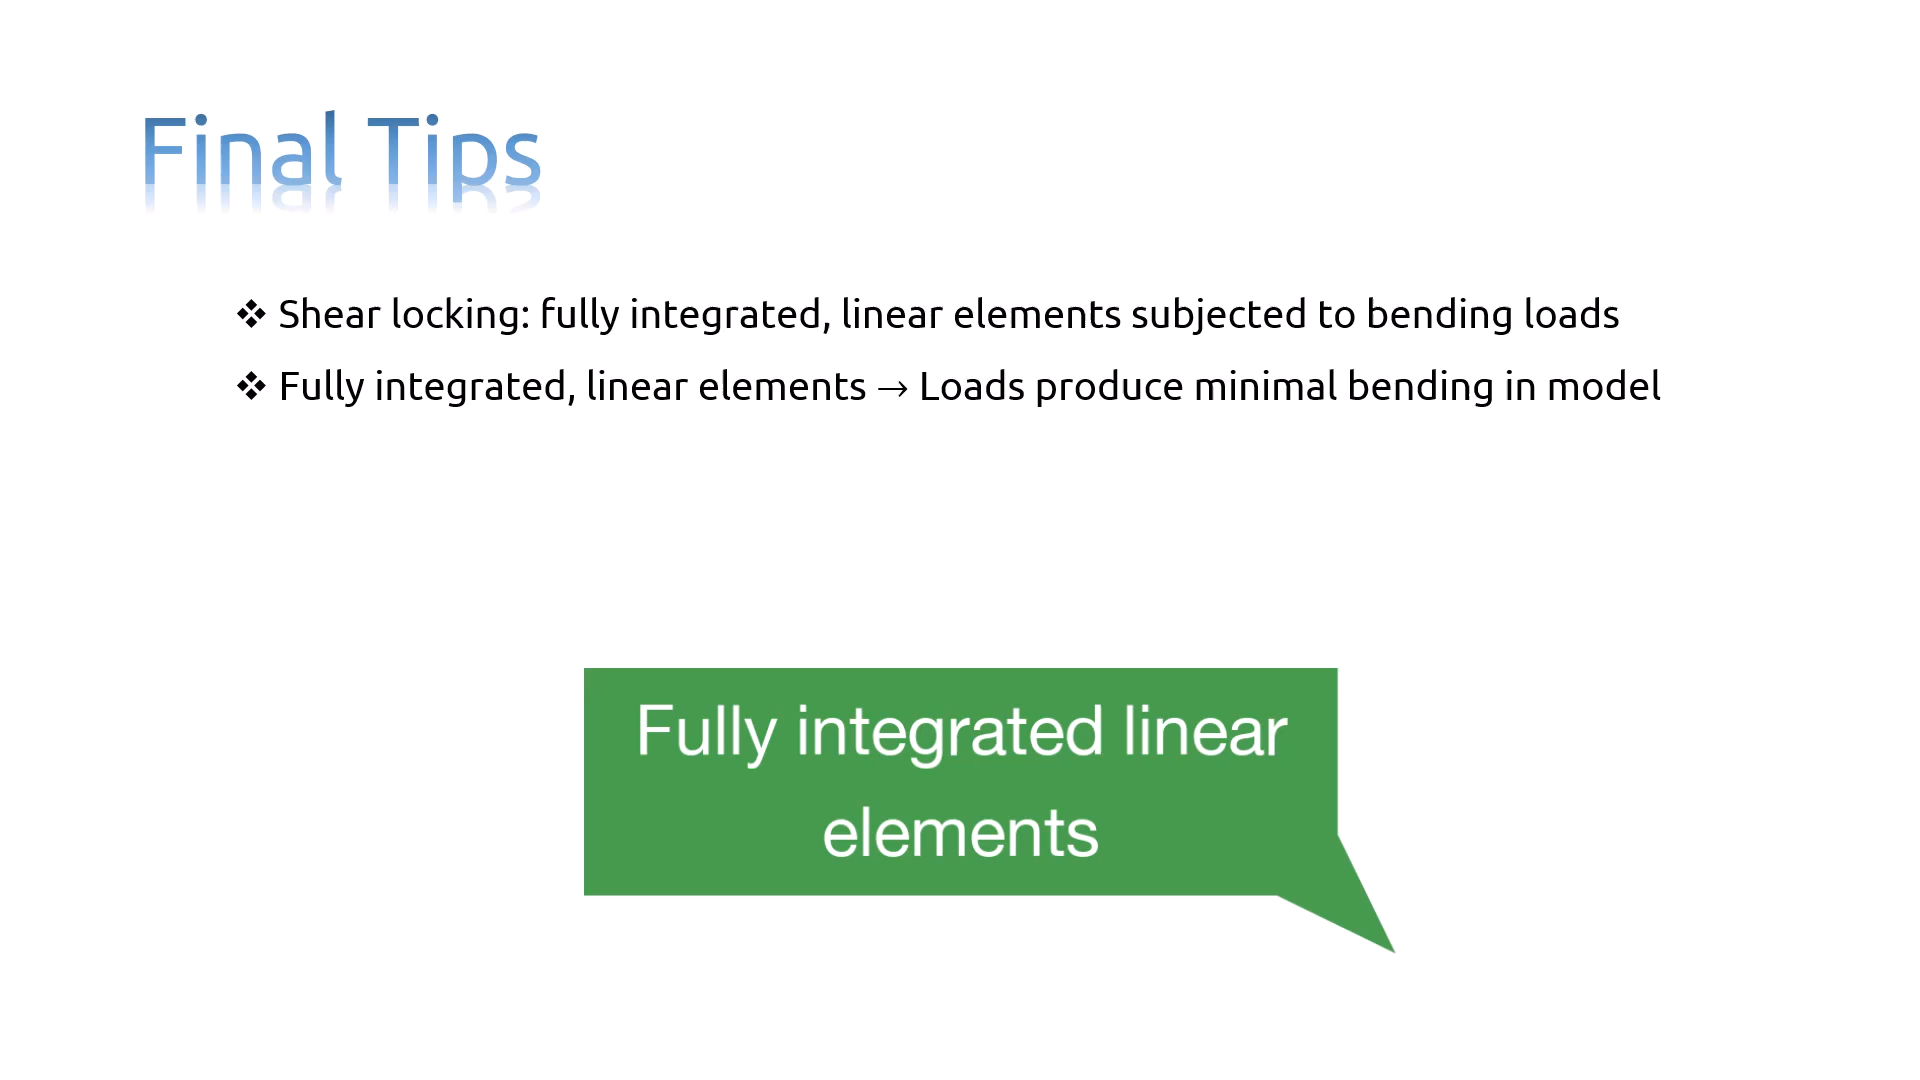 Final Tips
❖ Shear locking: fully integrated, linear elements subjected to bending loads
❖ Fully integrated, linear elements → Loads produce minimal bending in model
Fully integrated linear
elements